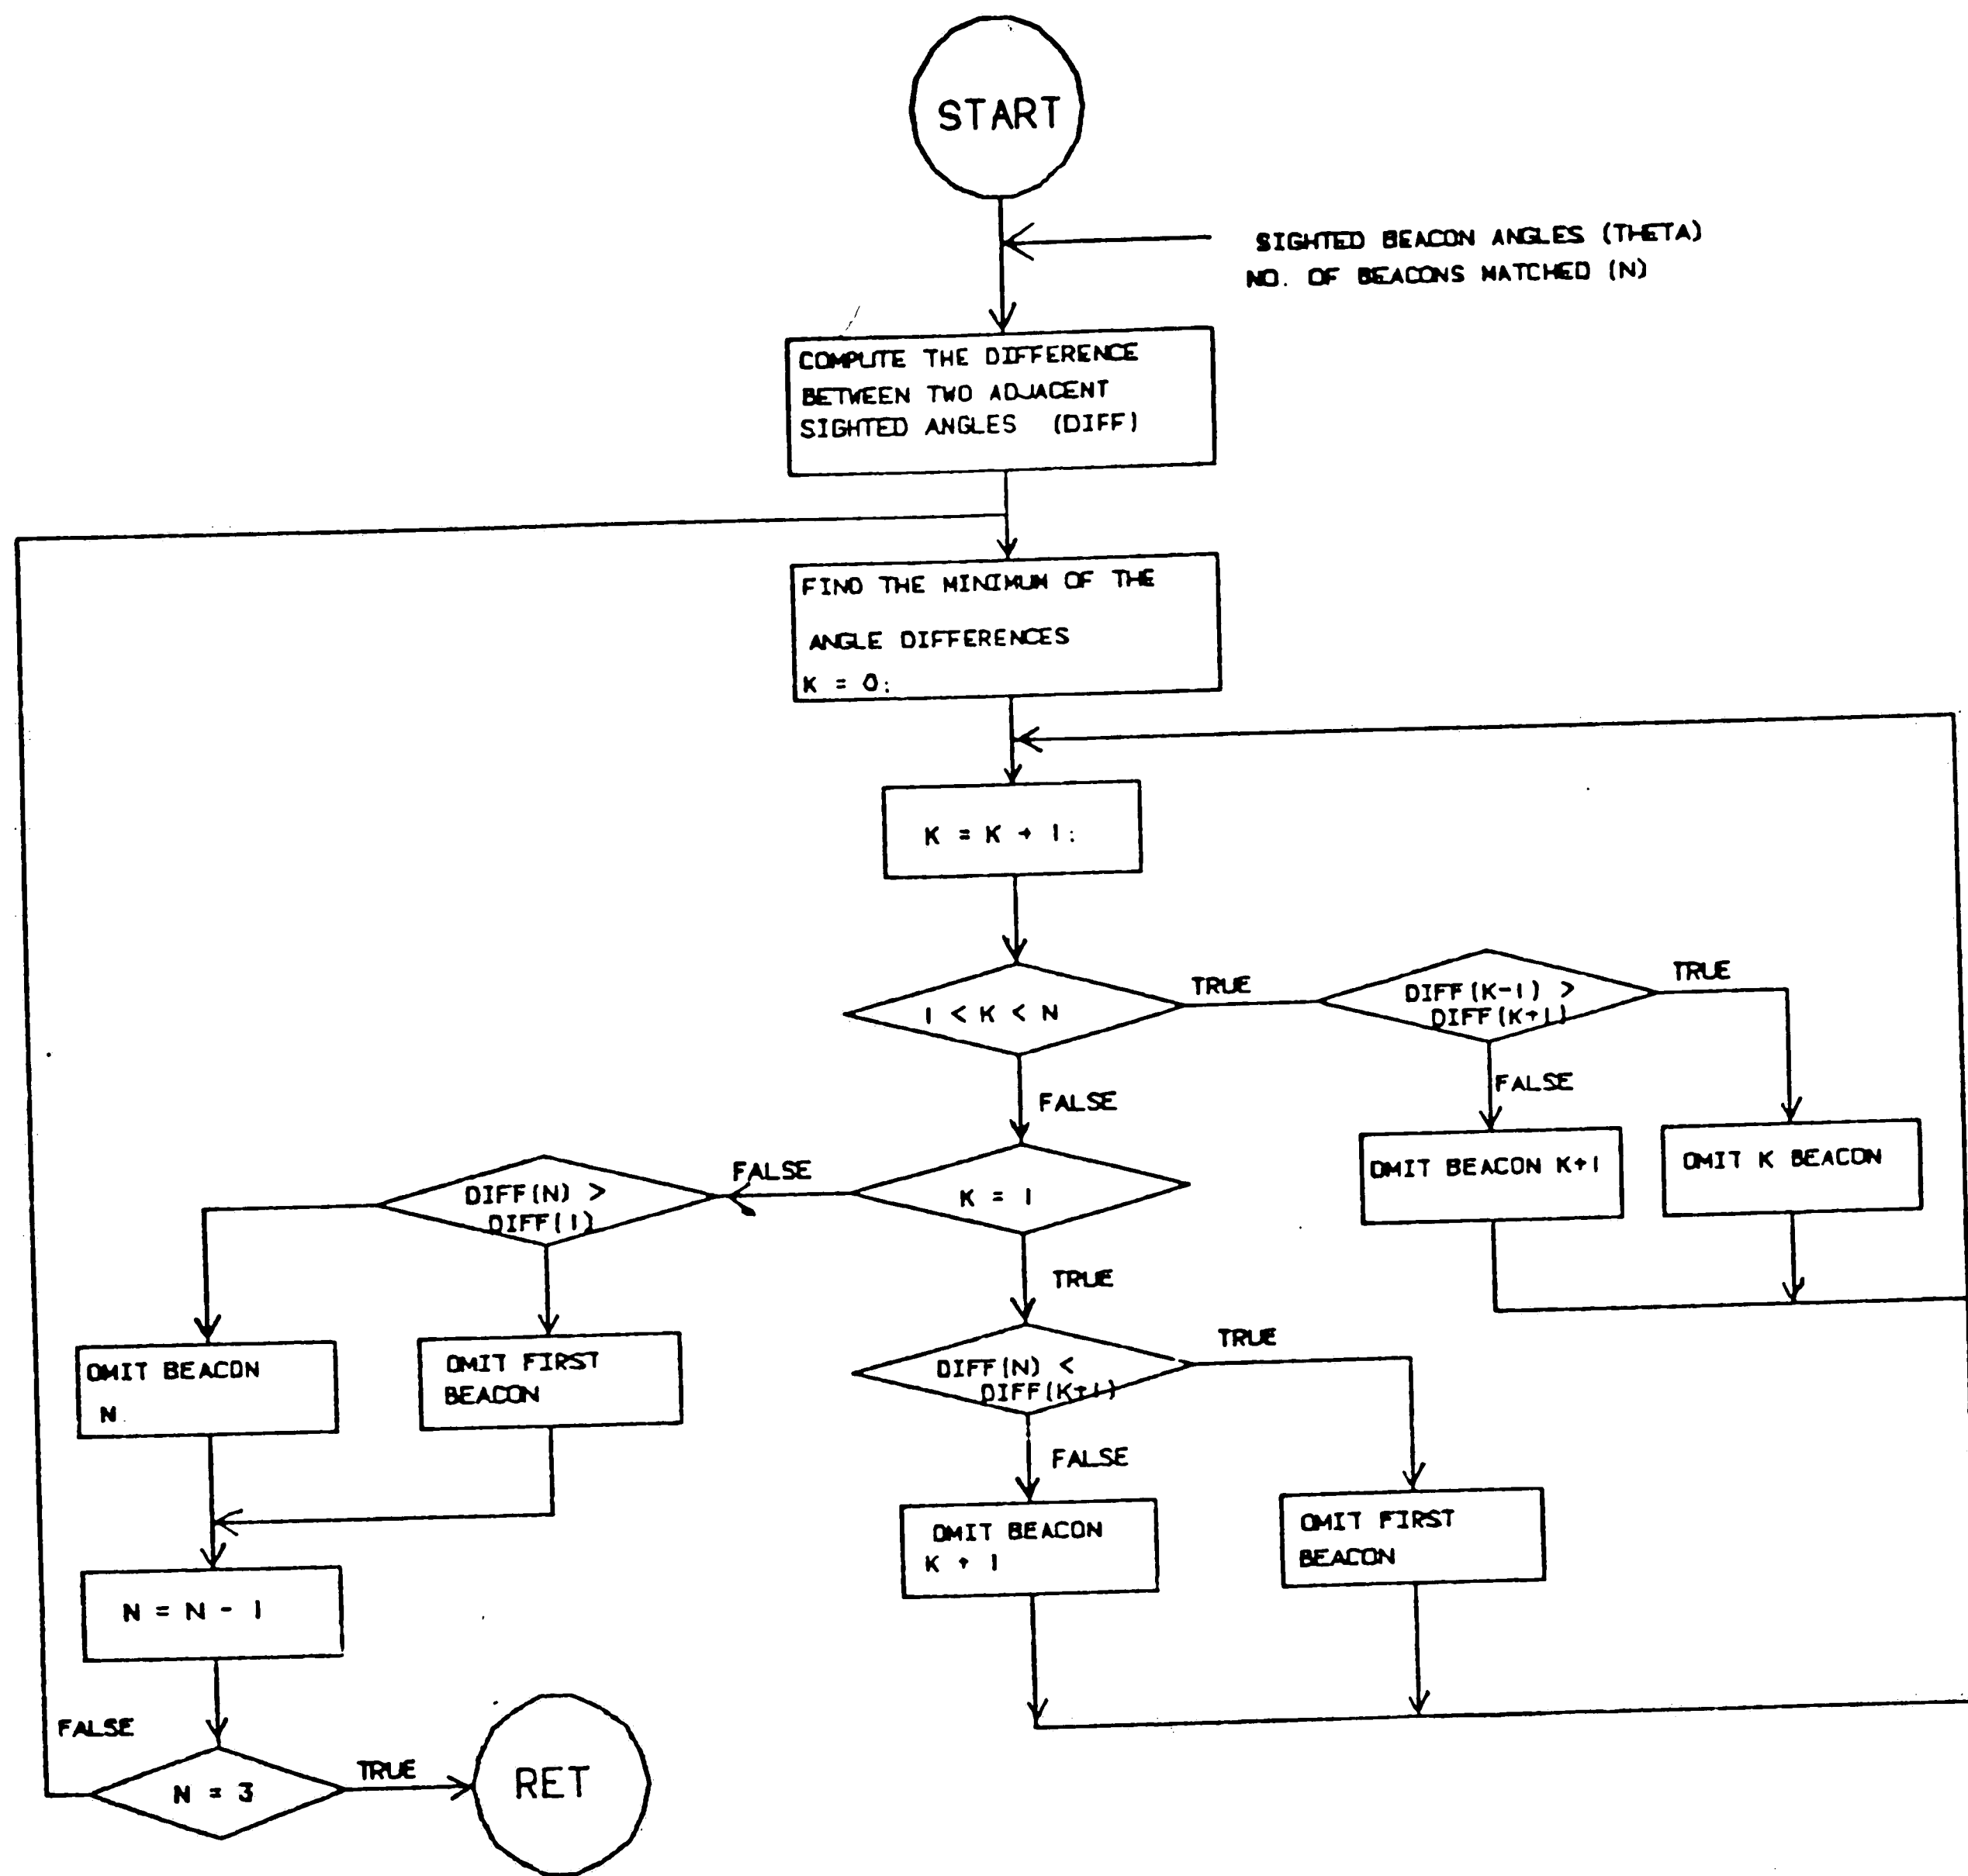 START
SIGHTED BEACON ANGLES (THETA)
NO. OF BEACONS MATCHED (N)
COMPUTE THE DIFFERENCE
BETWEEN TWO ADJACENT
SIGHTED ANGLES (DIFF)
FIND THE MINIMUM OF THE
ANGLE DIFFERENCES
K = 0;
K = K + 1;
1 < K < N
TRUE
DIFF(K-1) >
DIFF(K+1)
TRUE
FALSE
FALSE
OMIT BEACON K+1
OMIT K BEACON
K = 1
FALSE
DIFF(N) >
DIFF(1)
TRUE
OMIT BEACON
N
OMIT FIRST
BEACON
DIFF(N) <
DIFF(K+1)
TRUE
FALSE
OMIT BEACON
K + 1
OMIT FIRST
BEACON
N = N - 1
FALSE
N = 3
TRUE
RET